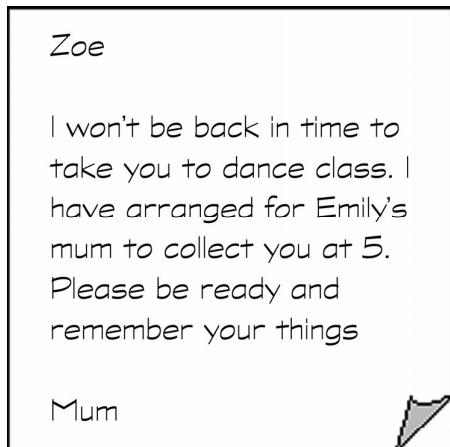 Zoe
I won't be back in time to
take you to dance class. I
have arranged for Emily's
mum to collect you at 5.
Please be ready and
remember your things
Mum